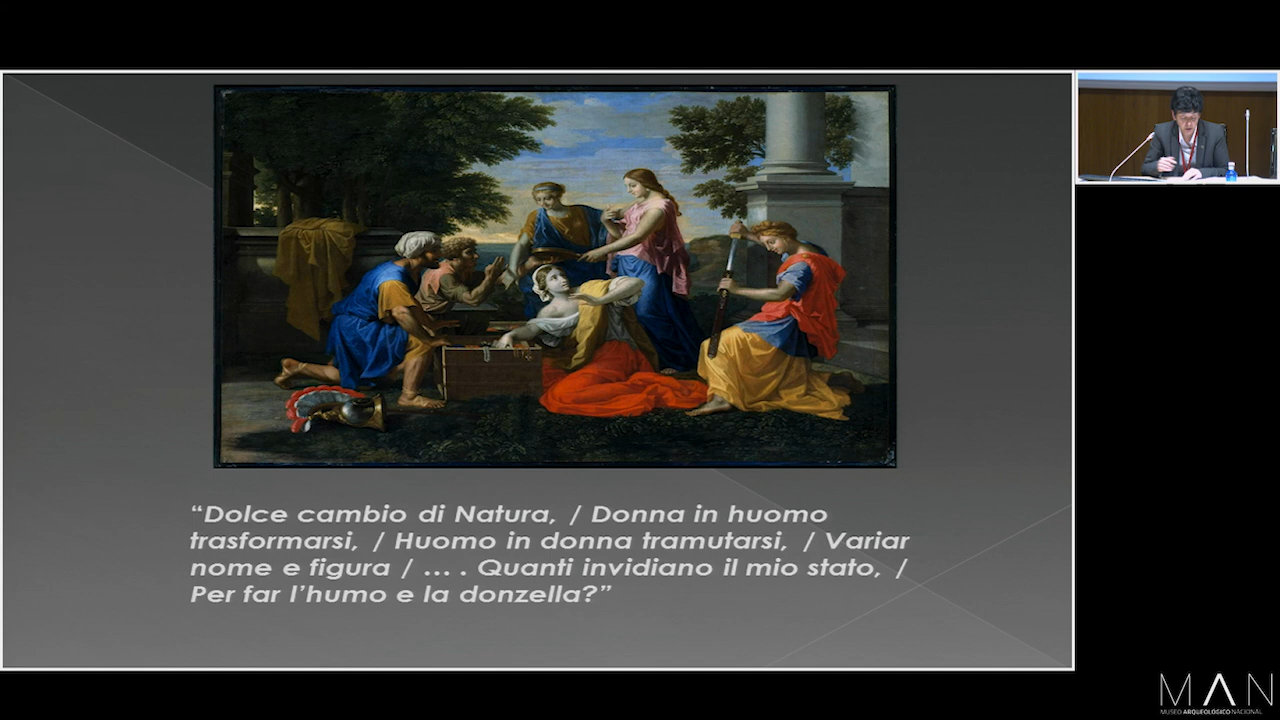 “Dolce cambio di Natura, / Donna in huomo
trasformarsi, / Huomo in donna tramutarsi, / Variar
nome e figura / ... . Quanti invidiano il mio stato, /
Per far l’humo e la donzella?”
MAN
MUSEO ARQUEOLÓGICO NACIONAL